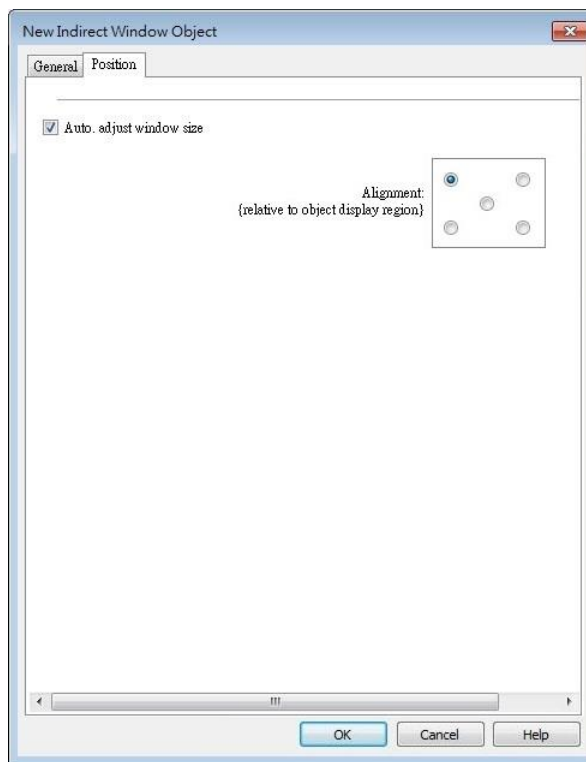 New Indirect Window Object
General Position
Auto. adjust window size
Alignment:
{relative to object display region}
OK Cancel Help